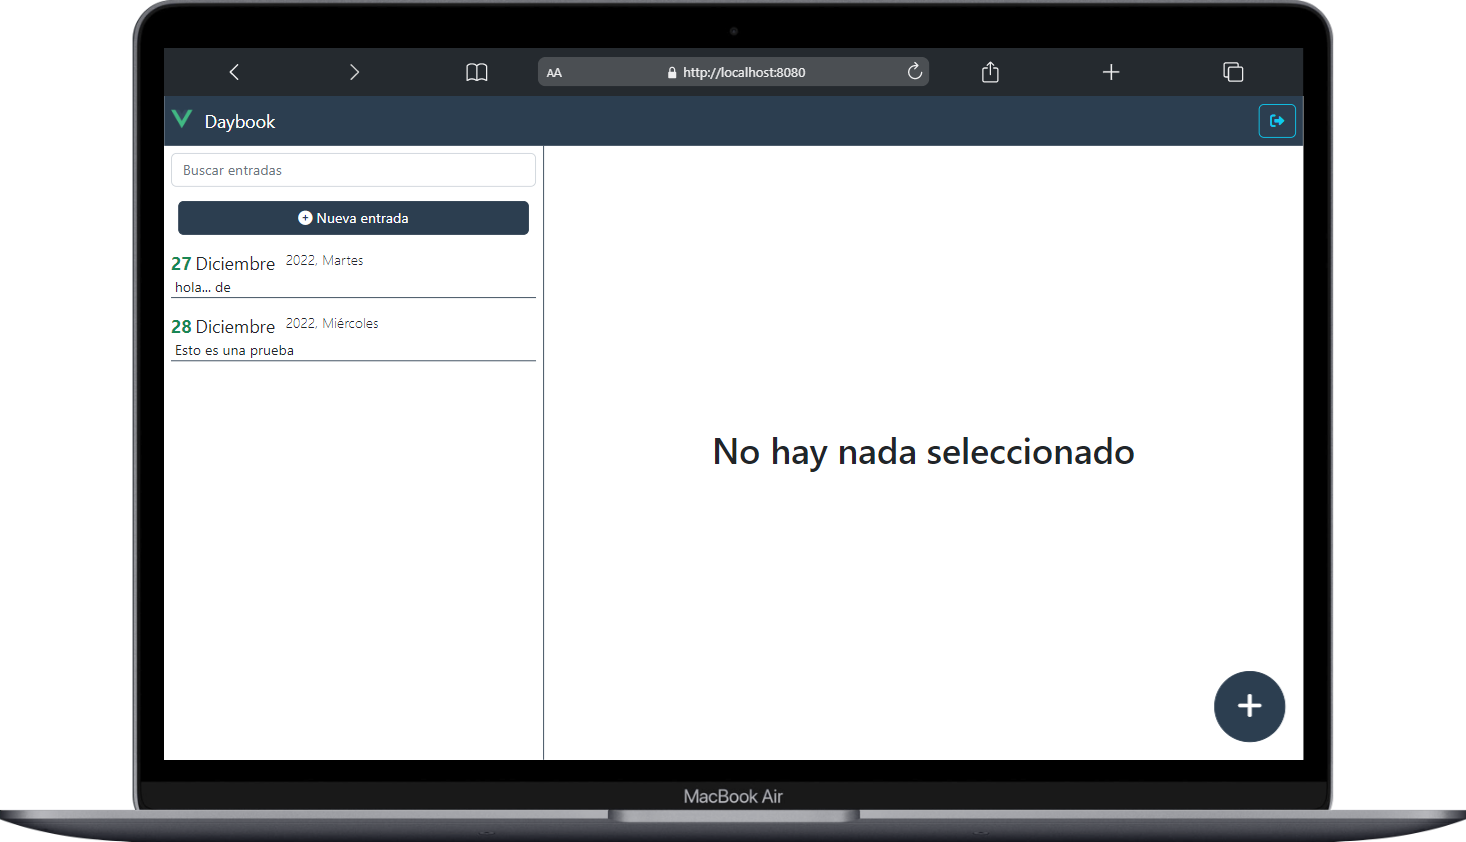 AA http://localhost:8080
Daybook
Buscar entradas
Nueva entrada
27 Diciembre 2022, Martes
hola... de
28 Diciembre 2022, Miércoles
Esto es una prueba
No hay nada seleccionado
MacBook Air